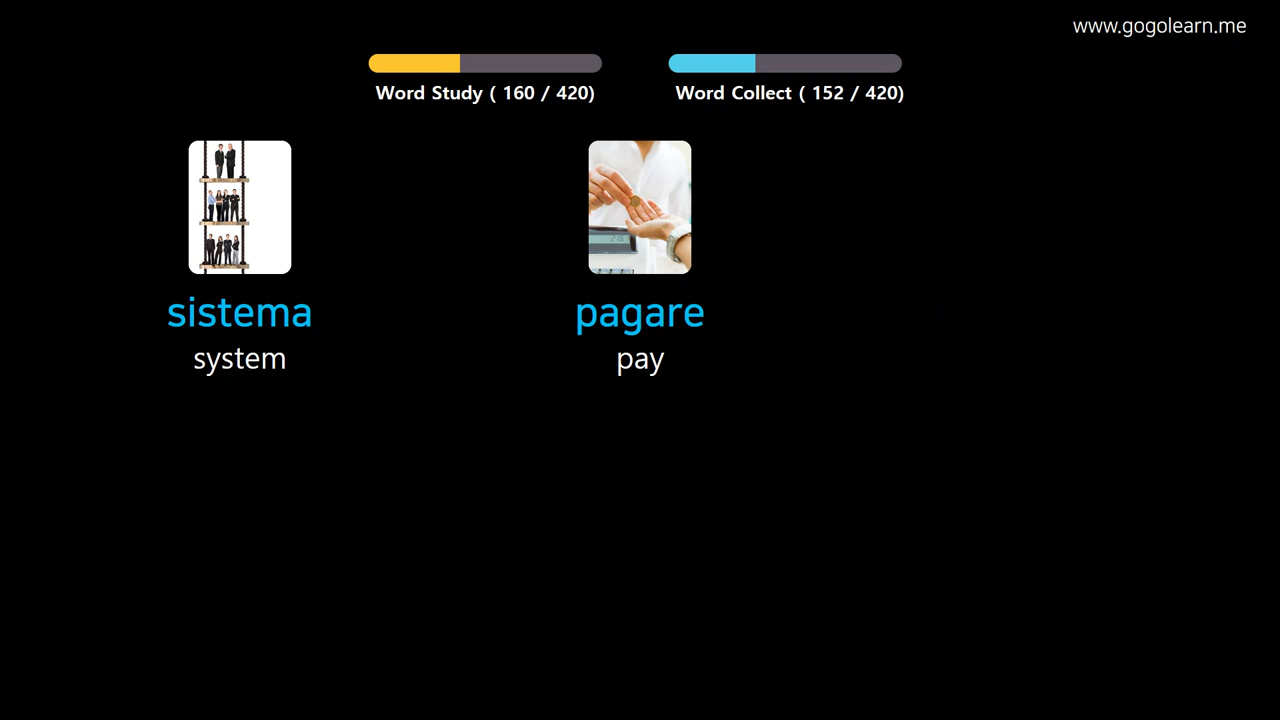 www.gogolearn.me
Word Study ( 160 / 420)
Word Collect ( 152 / 420)
sistema
pagare
system
pay